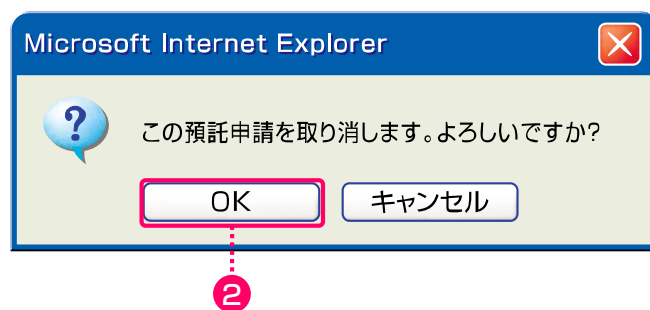 Microsoft Internet Explorer
?
この預託申請を取り消します。よろしいですか?
OK
キャンセル
2